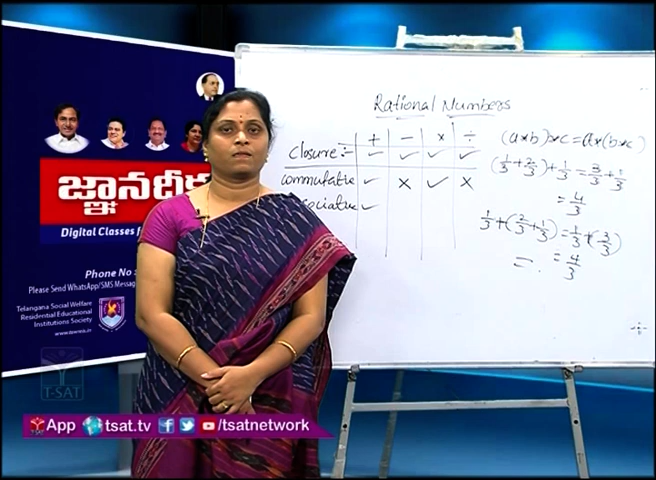 జ్ఞానదీ
Digital Classes f
Phone No :
Please Send WhatsApp/SMS Messag
Telangana Social Welfare
Residential Educational
Institutions Society
T-SAT
App tsat.tv /tsatnetwork
Rational Numbers
+ − × ÷
Closure :- ✓ ✓ ✓ ✓
Commutative ✓ × ✓ ×
sociative ✓
(a*b)*c = a*(b*c)
(1/3 + 2/3) + 1/3 = 3/3 + 1/3
= 4/3
1/3 + (2/3 + 1/3) = 1/3 + (3/3)
= 4/3